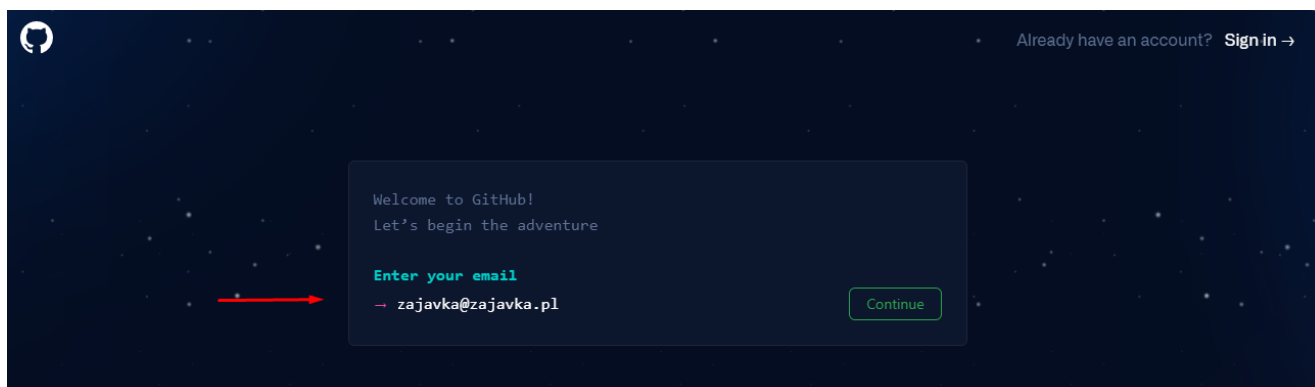 Already have an account? Sign in →
Welcome to GitHub!
Let’s begin the adventure
Enter your email
→ zajavka@zajavka.pl
Continue